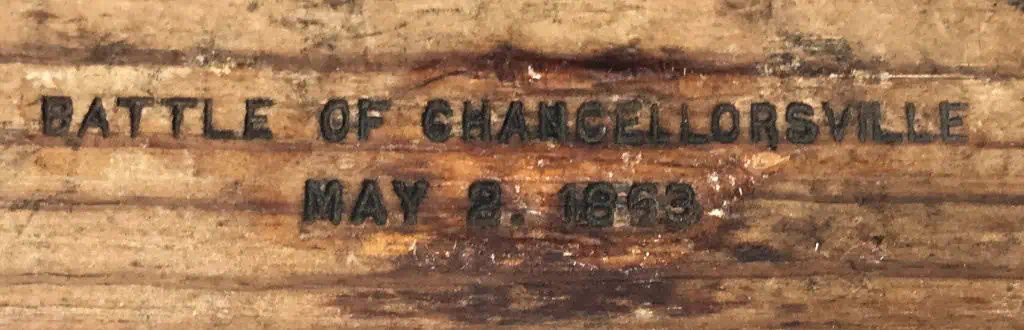 BATTLE OF CHANCELLORSVILLE
MAY 2. 1863